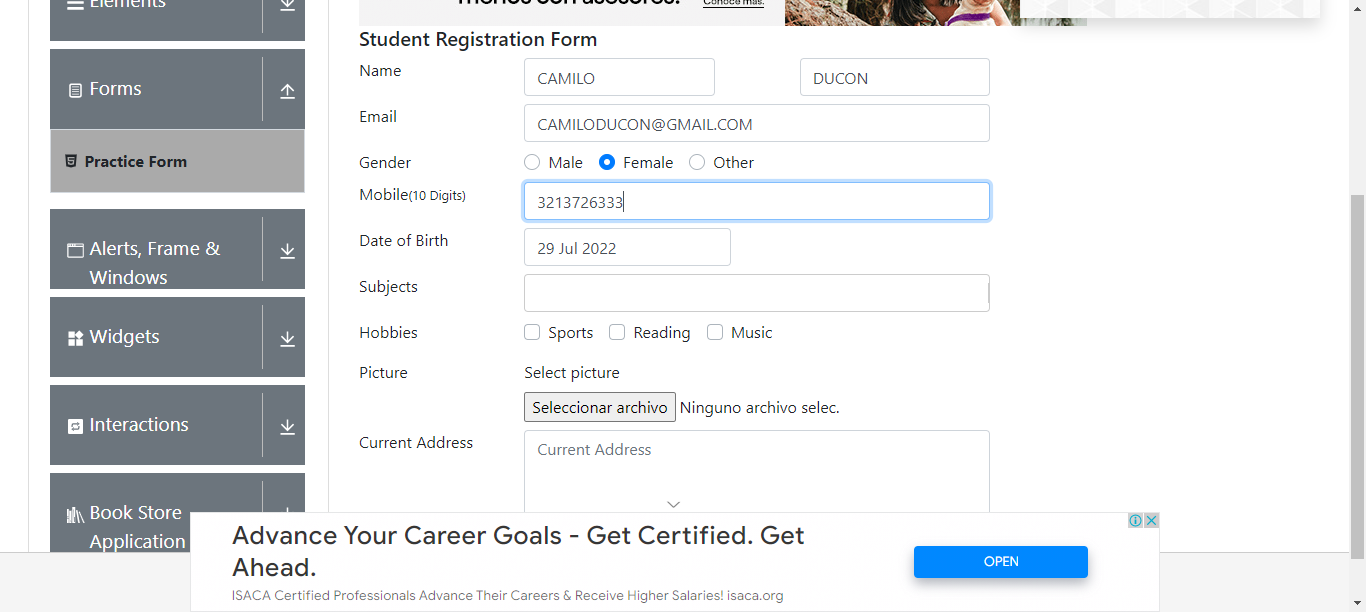 Elements
Forms
Practice Form
Alerts, Frame &
Windows
Widgets
Interactions
Book Store
Application
Conoce más.
Student Registration Form
Name CAMILO DUCON
Email CAMILODUCON@GMAIL.COM
Gender Male Female Other
Mobile(10 Digits) 3213726333
Date of Birth 29 Jul 2022
Subjects
Hobbies Sports Reading Music
Picture Select picture
Seleccionar archivo Ninguno archivo selec.
Current Address Current Address
Advance Your Career Goals - Get Certified. Get
Ahead.
ISACA Certified Professionals Advance Their Careers & Receive Higher Salaries! isaca.org
OPEN